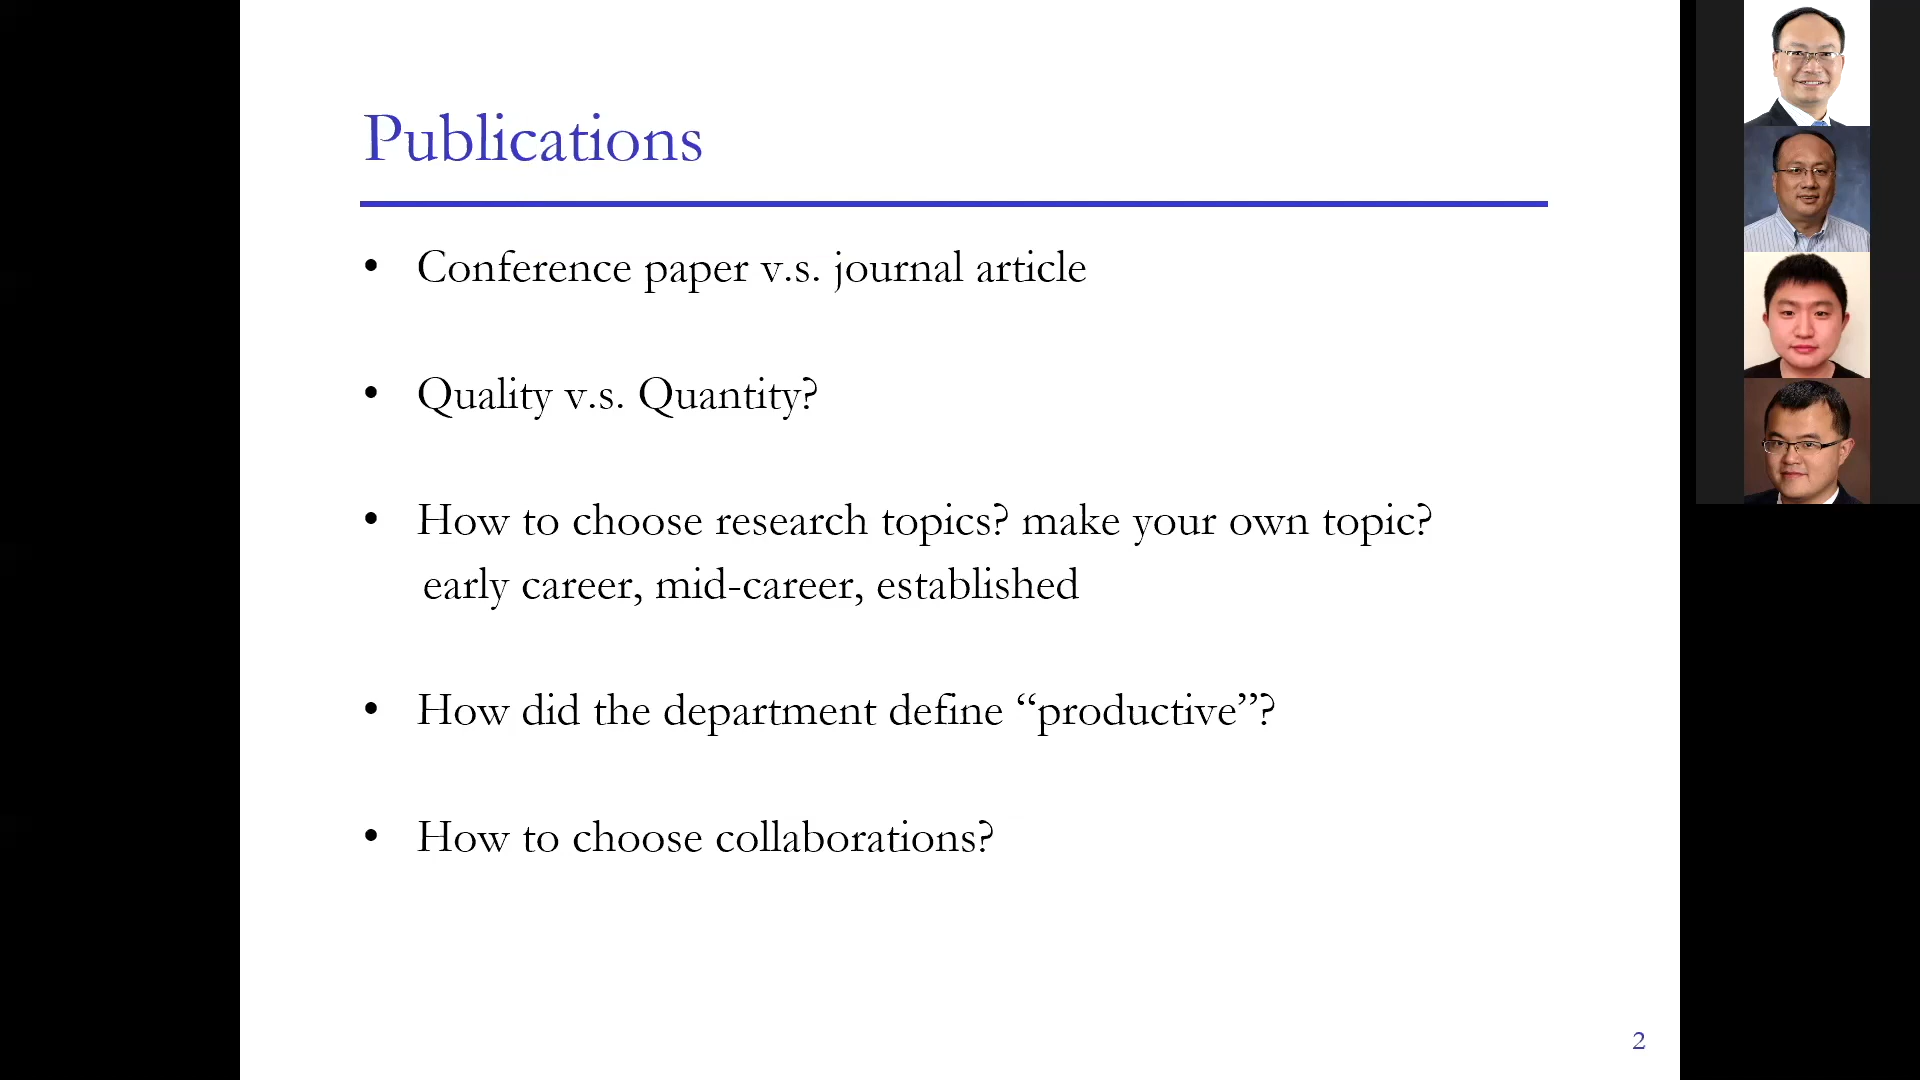 Publications
• Conference paper v.s. journal article
• Quality v.s. Quantity?
• How to choose research topics? make your own topic?
early career, mid-career, established
• How did the department define “productive”?
• How to choose collaborations?
2